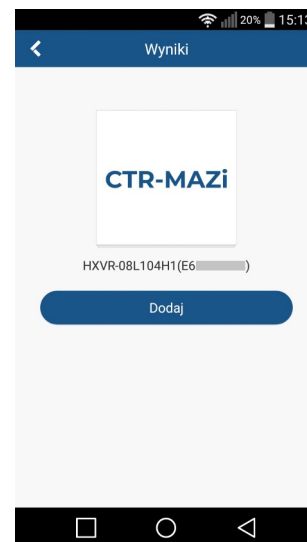 20% 15:13
Wyniki
CTR-MAZi
HXVR-08L104H1(E6 )
Dodaj